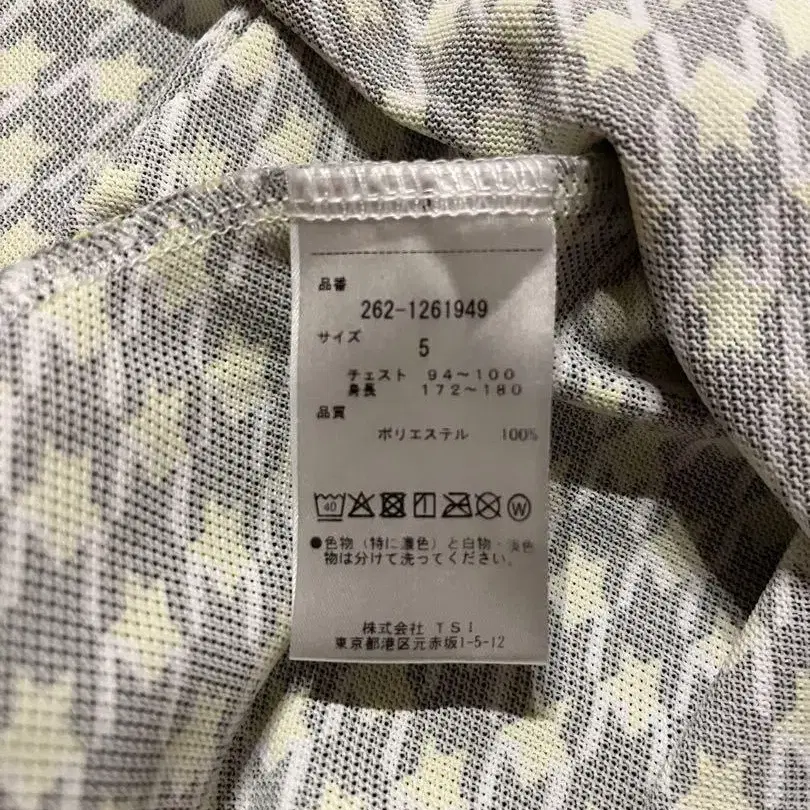 品番
262-1261949
サイズ
5
チェスト 94～100
身長 172～180
品質
ポリエステル 100%
40 W
●色物（特に濃色）と白物・淡色
物は分けて洗ってください。
株式会社 TSI
東京都港区元赤坂1-5-12